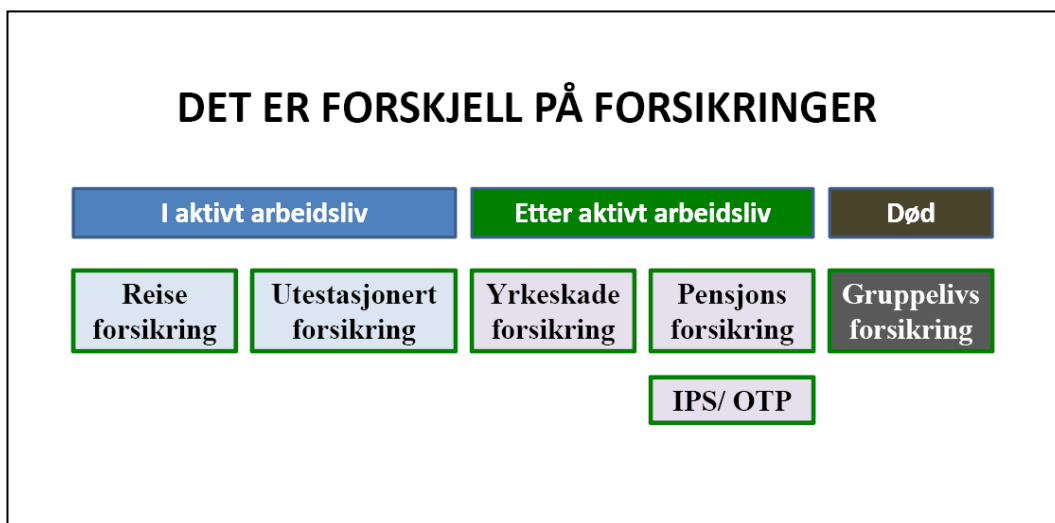 DET ER FORSKJELL PÅ FORSIKRINGER
I aktivt arbeidsliv
Etter aktivt arbeidsliv
Død
Reise
forsikring
Utestasjonert
forsikring
Yrkeskade
forsikring
Pensjons
forsikring
Gruppelivs
forsikring
IPS/ OTP